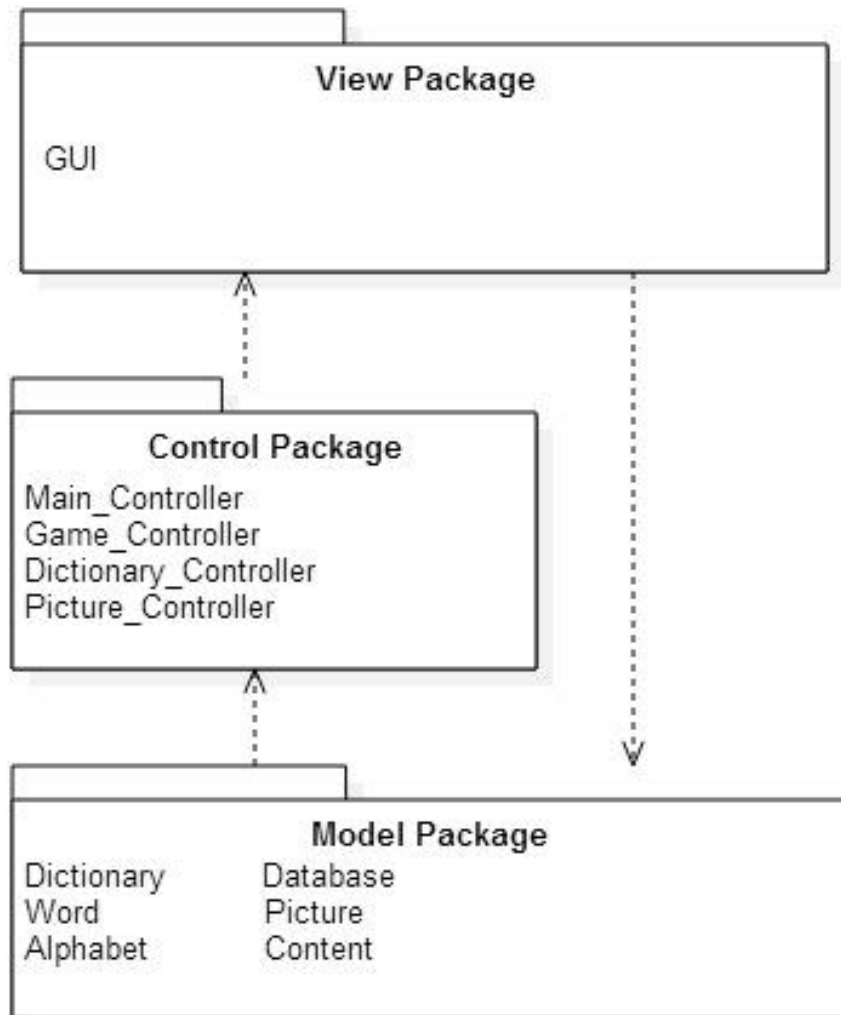 View Package
GUI
Control Package
Main_Controller
Game_Controller
Dictionary_Controller
Picture_Controller
Model Package
Dictionary Database
Word Picture
Alphabet Content